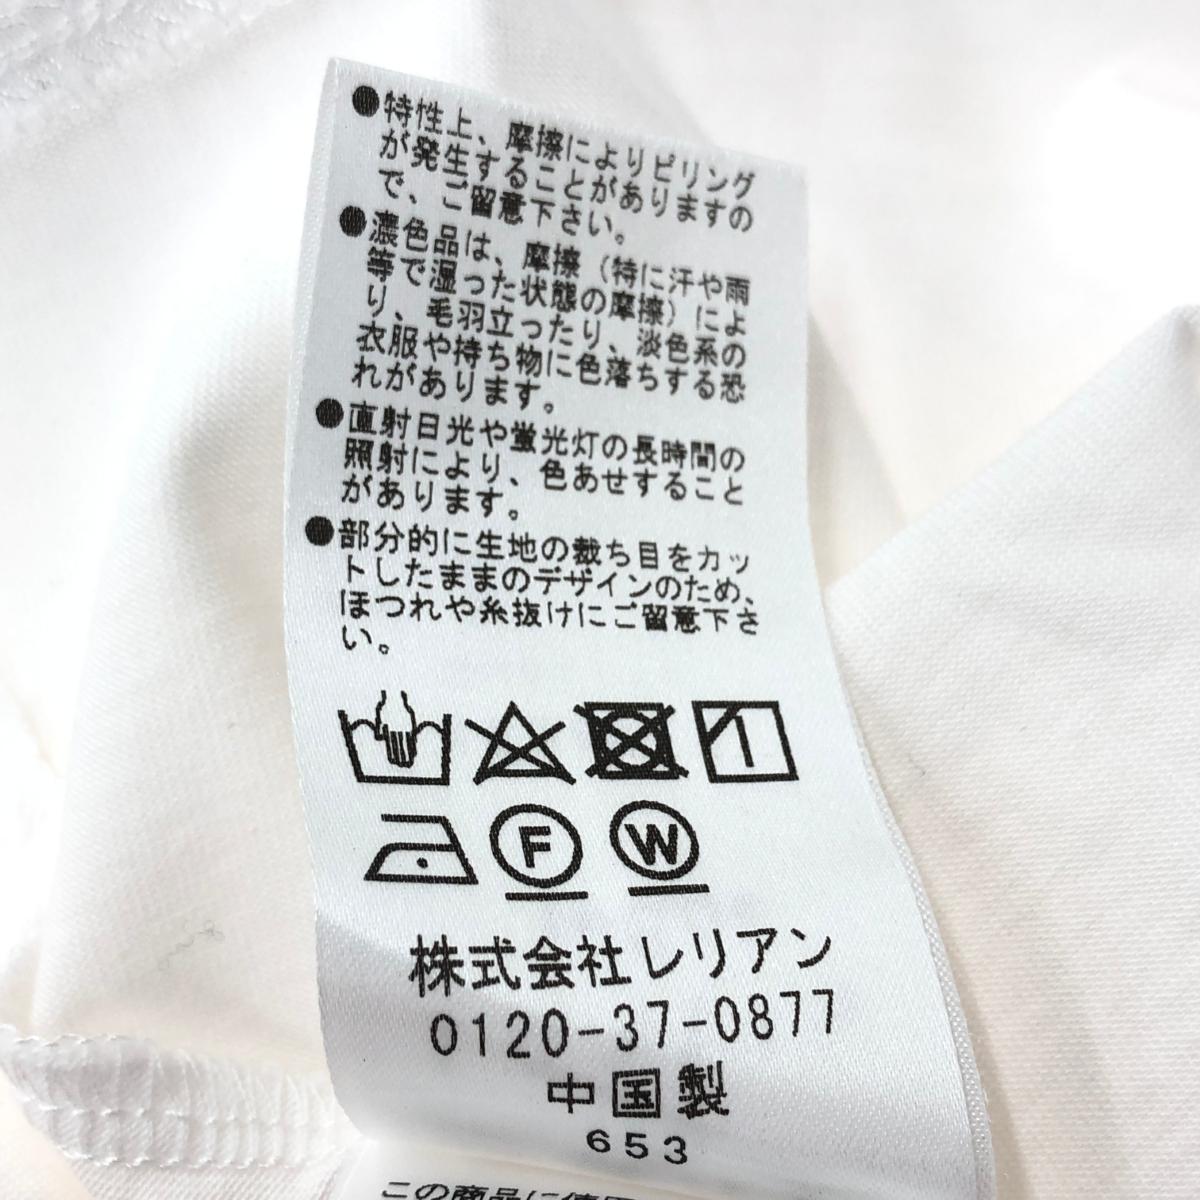 ●特性上、摩擦によりピリング
が発生することがありますの
で、ご留意下さい。
●濃色品は、摩擦(特に汗や雨
等で湿った状態の摩擦)によ
り、毛羽立ったり、淡色系の
衣服や持ち物に色落ちする恐
れがあります。
●直射日光や蛍光灯の長時間の
照射により、色あせすること
があります。
●部分的に生地の裁ち目をカッ
トしたままのデザインのため、
ほつれや糸抜けにご留意下さ
い。
F W
株式会社レリアン
0120-37-0877
中国製
653
この商品に使用